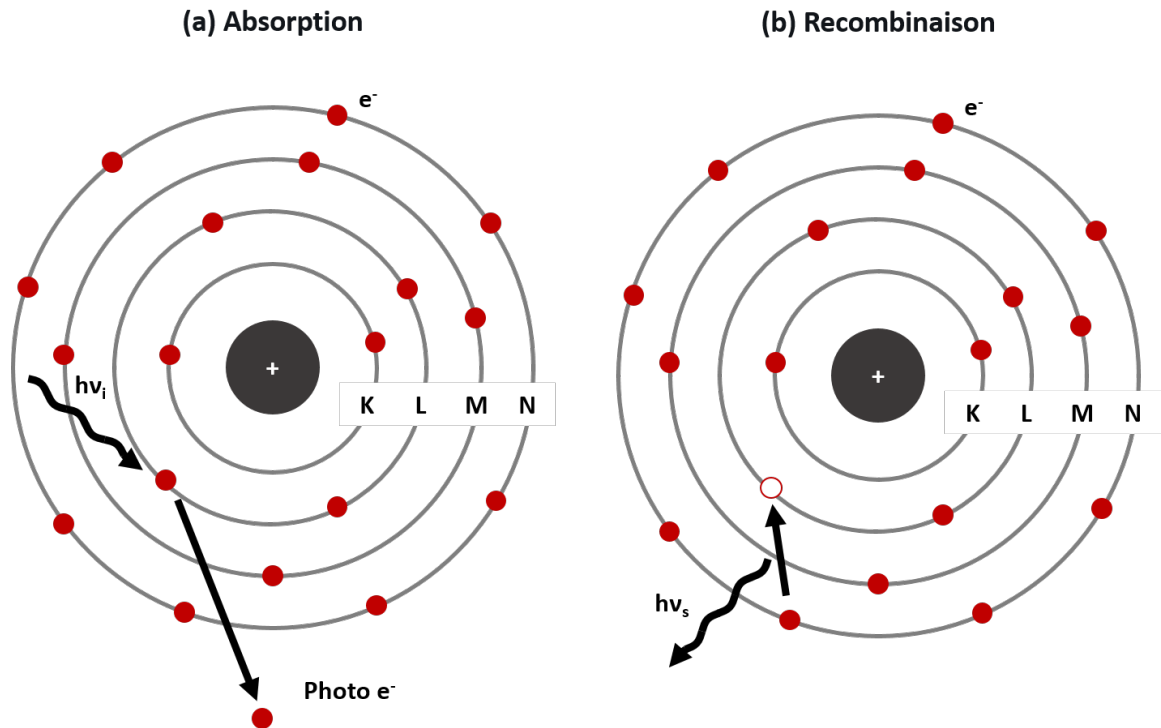 (a) Absorption
(b) Recombinaison
e⁻
e⁻
hνᵢ
+
+
K L M N
K L M N
hνₛ
Photo e⁻